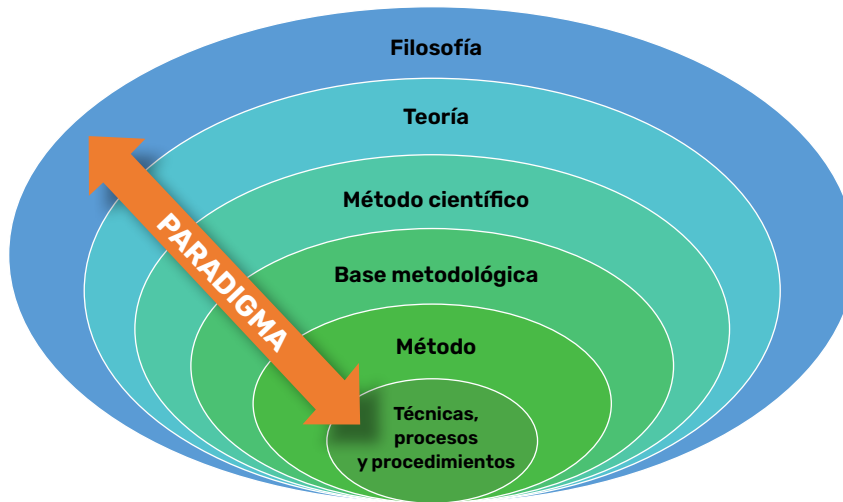 Filosofía
Teoría
Método científico
Base metodológica
Método
Técnicas,
procesos
y procedimientos
PARADIGMA